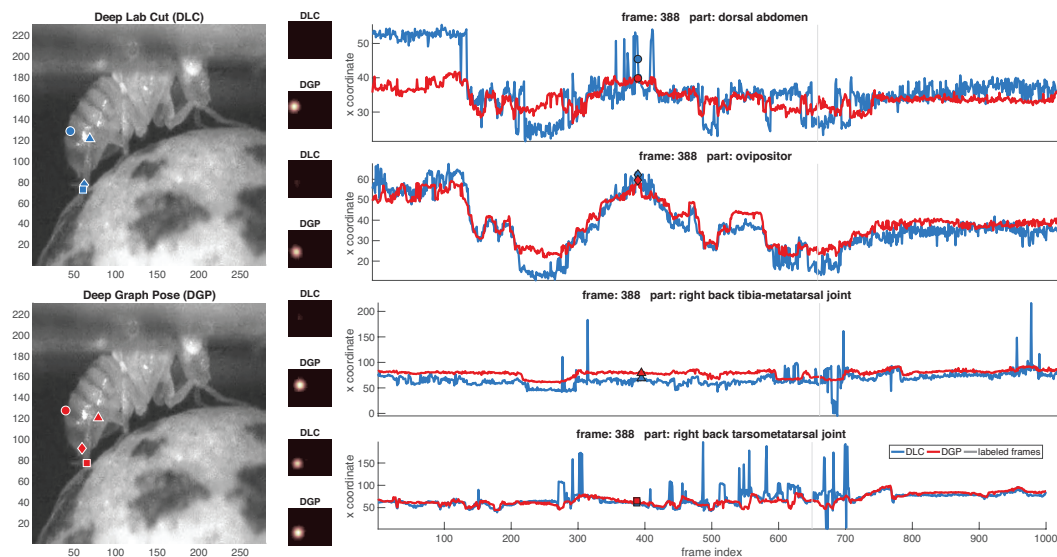 Deep Lab Cut (DLC)
220
200
180
160
140
120
100
80
60
40
20
50 100 150 200 250
Deep Graph Pose (DGP)
220
200
180
160
140
120
100
80
60
40
20
50 100 150 200 250
DLC
DGP
DLC
DGP
DLC
DGP
DLC
DGP
frame: 388 part: dorsal abdomen
x coordinate
50
40
30
frame: 388 part: ovipositor
x coordinate
60
50
40
30
20
frame: 388 part: right back tibia-metatarsal joint
x coordinate
200
150
100
50
0
frame: 388 part: right back tarsometatarsal joint
x coordinate
150
100
50
0
DLC DGP labeled frames
100 200 300 400 500 600 700 800 900 1000
frame index